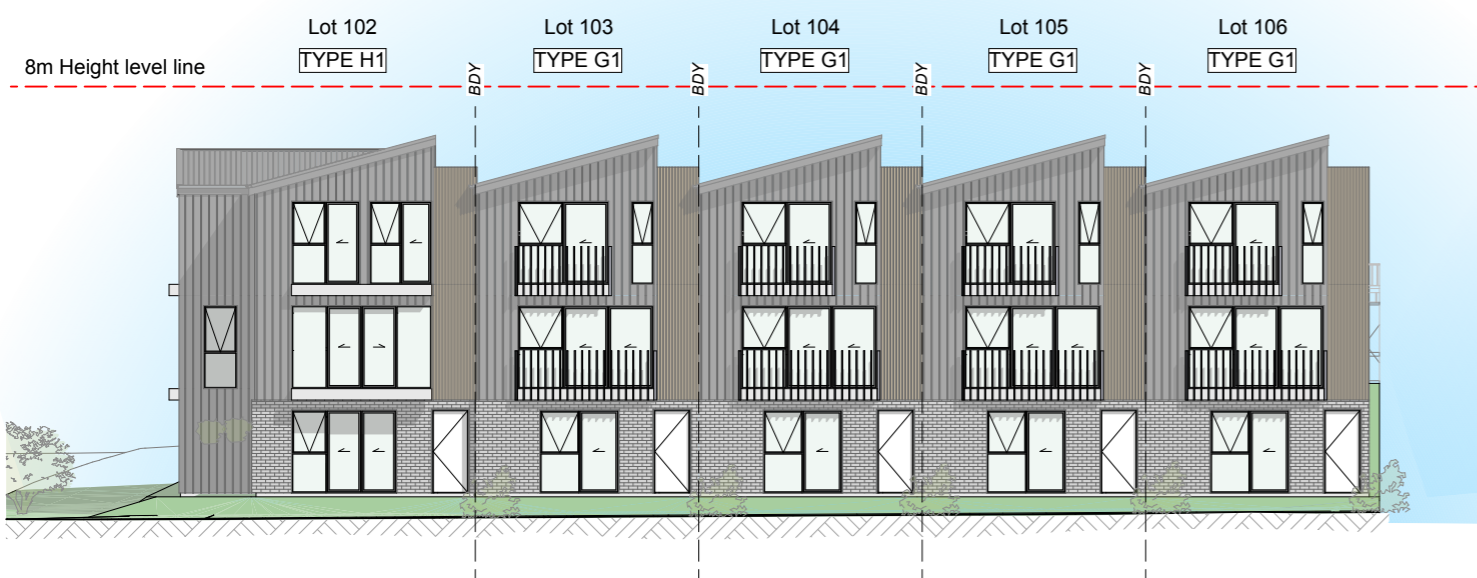 Lot 102
TYPE H1
Lot 103
TYPE G1
Lot 104
TYPE G1
Lot 105
TYPE G1
Lot 106
TYPE G1
8m Height level line
BDY
BDY
BDY
BDY